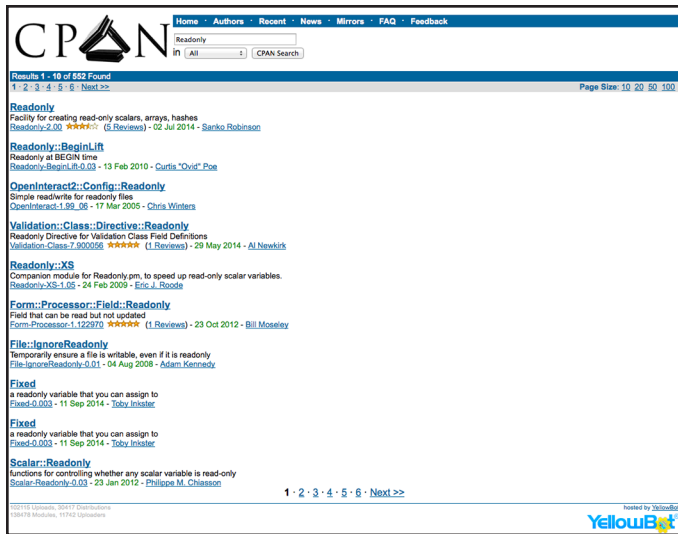 CPAN
Home · Authors · Recent · News · Mirrors · FAQ · Feedback
Readonly
in All CPAN Search
Results 1 - 10 of 552 Found
1 · 2 · 3 · 4 · 5 · 6 · Next >> Page Size: 10 20 50 100
Readonly
Facility for creating read-only scalars, arrays, hashes
Readonly-2.00 (5 Reviews) - 02 Jul 2014 - Sanko Robinson
Readonly::BeginLift
Readonly at BEGIN time
Readonly-BeginLift-0.03 - 13 Feb 2010 - Curtis "Ovid" Poe
OpenInteract2::Config::Readonly
Simple read/write for readonly files
OpenInteract-1.99_06 - 17 Mar 2005 - Chris Winters
Validation::Class::Directive::Readonly
Readonly Directive for Validation Class Field Definitions
Validation-Class-7.900056 (1 Reviews) - 29 May 2014 - Al Newkirk
Readonly::XS
Companion module for Readonly.pm, to speed up read-only scalar variables.
Readonly-XS-1.05 - 24 Feb 2009 - Eric J. Roode
Form::Processor::Field::Readonly
Field that can be read but not updated
Form-Processor-1.122970 (1 Reviews) - 23 Oct 2012 - Bill Moseley
File::IgnoreReadonly
Temporarily ensure a file is writable, even if it is readonly
File-IgnoreReadonly-0.01 - 04 Aug 2008 - Adam Kennedy
Fixed
a readonly variable that you can assign to
Fixed-0.003 - 11 Sep 2014 - Toby Inkster
Fixed
a readonly variable that you can assign to
Fixed-0.003 - 11 Sep 2014 - Toby Inkster
Scalar::Readonly
functions for controlling whether any scalar variable is read-only
Scalar-Readonly-0.03 - 23 Jan 2012 - Philippe M. Chiasson
1 · 2 · 3 · 4 · 5 · 6 · Next >>
102116 Uploads, 30417 Distributions
138478 Modules, 11742 Uploaders
hosted by YellowBot
YellowBot